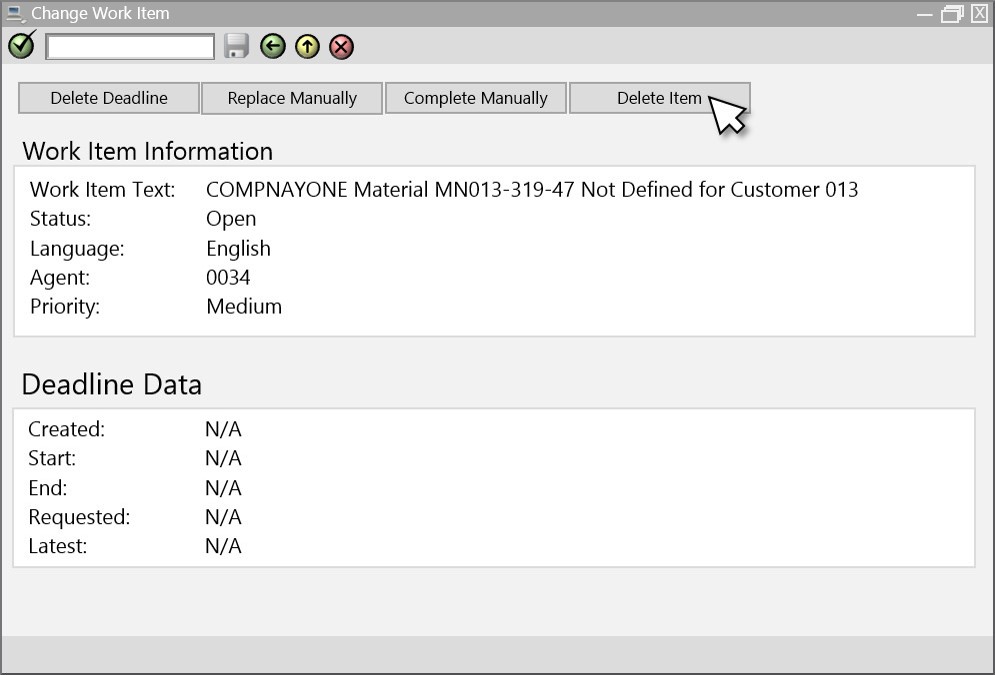 Change Work Item
Delete Deadline Replace Manually Complete Manually Delete Item
Work Item Information
Work Item Text: COMPNAYONE Material MN013-319-47 Not Defined for Customer 013
Status: Open
Language: English
Agent: 0034
Priority: Medium
Deadline Data
Created: N/A
Start: N/A
End: N/A
Requested: N/A
Latest: N/A